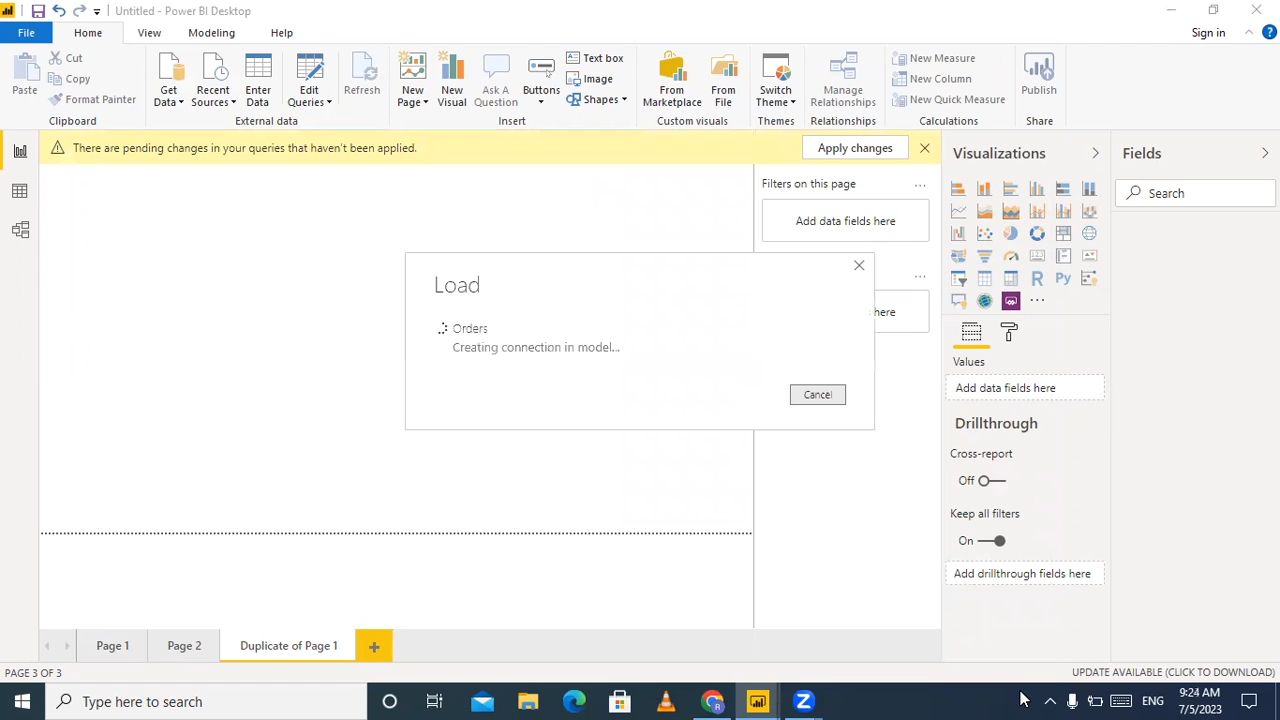 Untitled - Power BI Desktop
File
Home
View
Modeling
Help
Sign in
Paste
Cut
Copy
Format Painter
Clipboard
Get
Data
Recent
Sources
Enter
Data
Edit
Queries
Refresh
External data
New
Page
New
Visual
Ask A
Question
Buttons
Text box
Image
Shapes
Insert
From
Marketplace
From
File
Custom visuals
Switch
Theme
Themes
Manage
Relationships
Relationships
New Measure
New Column
New Quick Measure
Calculations
Publish
Share
There are pending changes in your queries that haven't been applied.
Apply changes
Filters on this page
...
Add data fields here
...
s here
Load
Orders
Creating connection in model...
Cancel
Visualizations
R
Py
...
Values
Add data fields here
Drillthrough
Cross-report
Off
Keep all filters
On
Add drillthrough fields here
Fields
Search
Page 1
Page 2
Duplicate of Page 1
PAGE 3 OF 3
UPDATE AVAILABLE (CLICK TO DOWNLOAD)
Type here to search
ENG
9:24 AM
7/5/2023